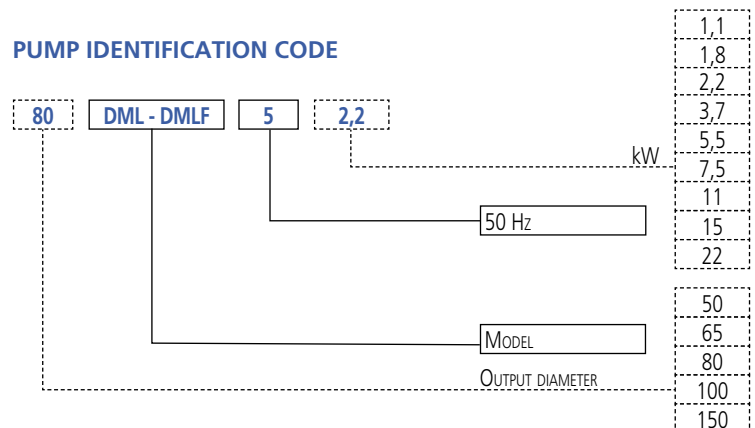 PUMP IDENTIFICATION CODE
80 DML - DMLF 5 2,2
kW
1,1
1,8
2,2
3,7
5,5
7,5
11
15
22
50 Hz
Model
Output diameter
50
65
80
100
150